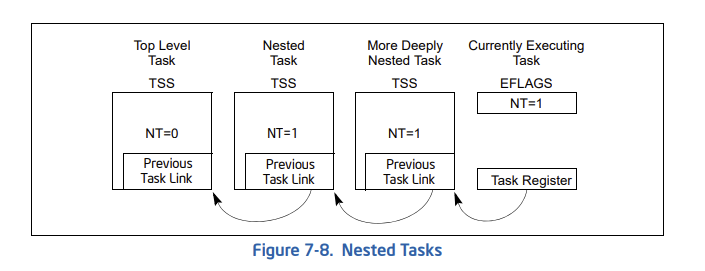 Top Level
Task
TSS
NT=0
Previous
Task Link
Nested
Task
TSS
NT=1
Previous
Task Link
More Deeply
Nested Task
TSS
NT=1
Previous
Task Link
Currently Executing
Task
EFLAGS
NT=1
Task Register
Figure 7-8. Nested Tasks